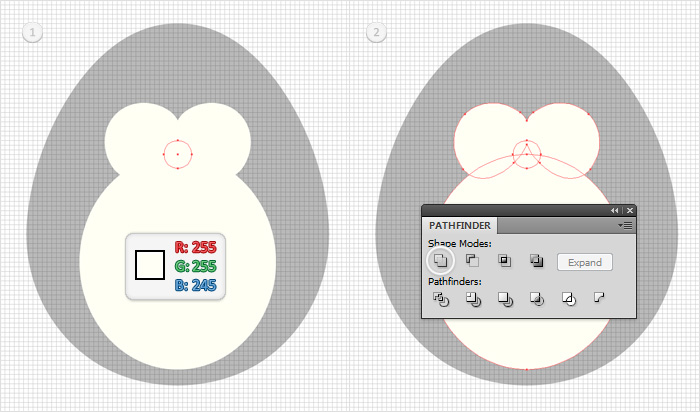 1
2
R: 255
G: 255
B: 245
PATHFINDER
Shape Modes:
Expand
Pathfinders: